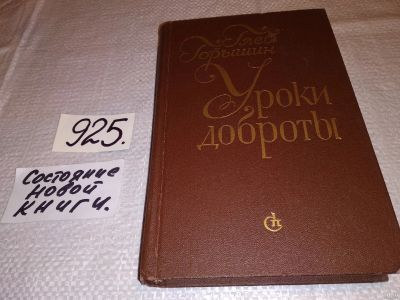 Глеб
Горышин
Уроки
доброты
925.
Состояние
новой
книги.